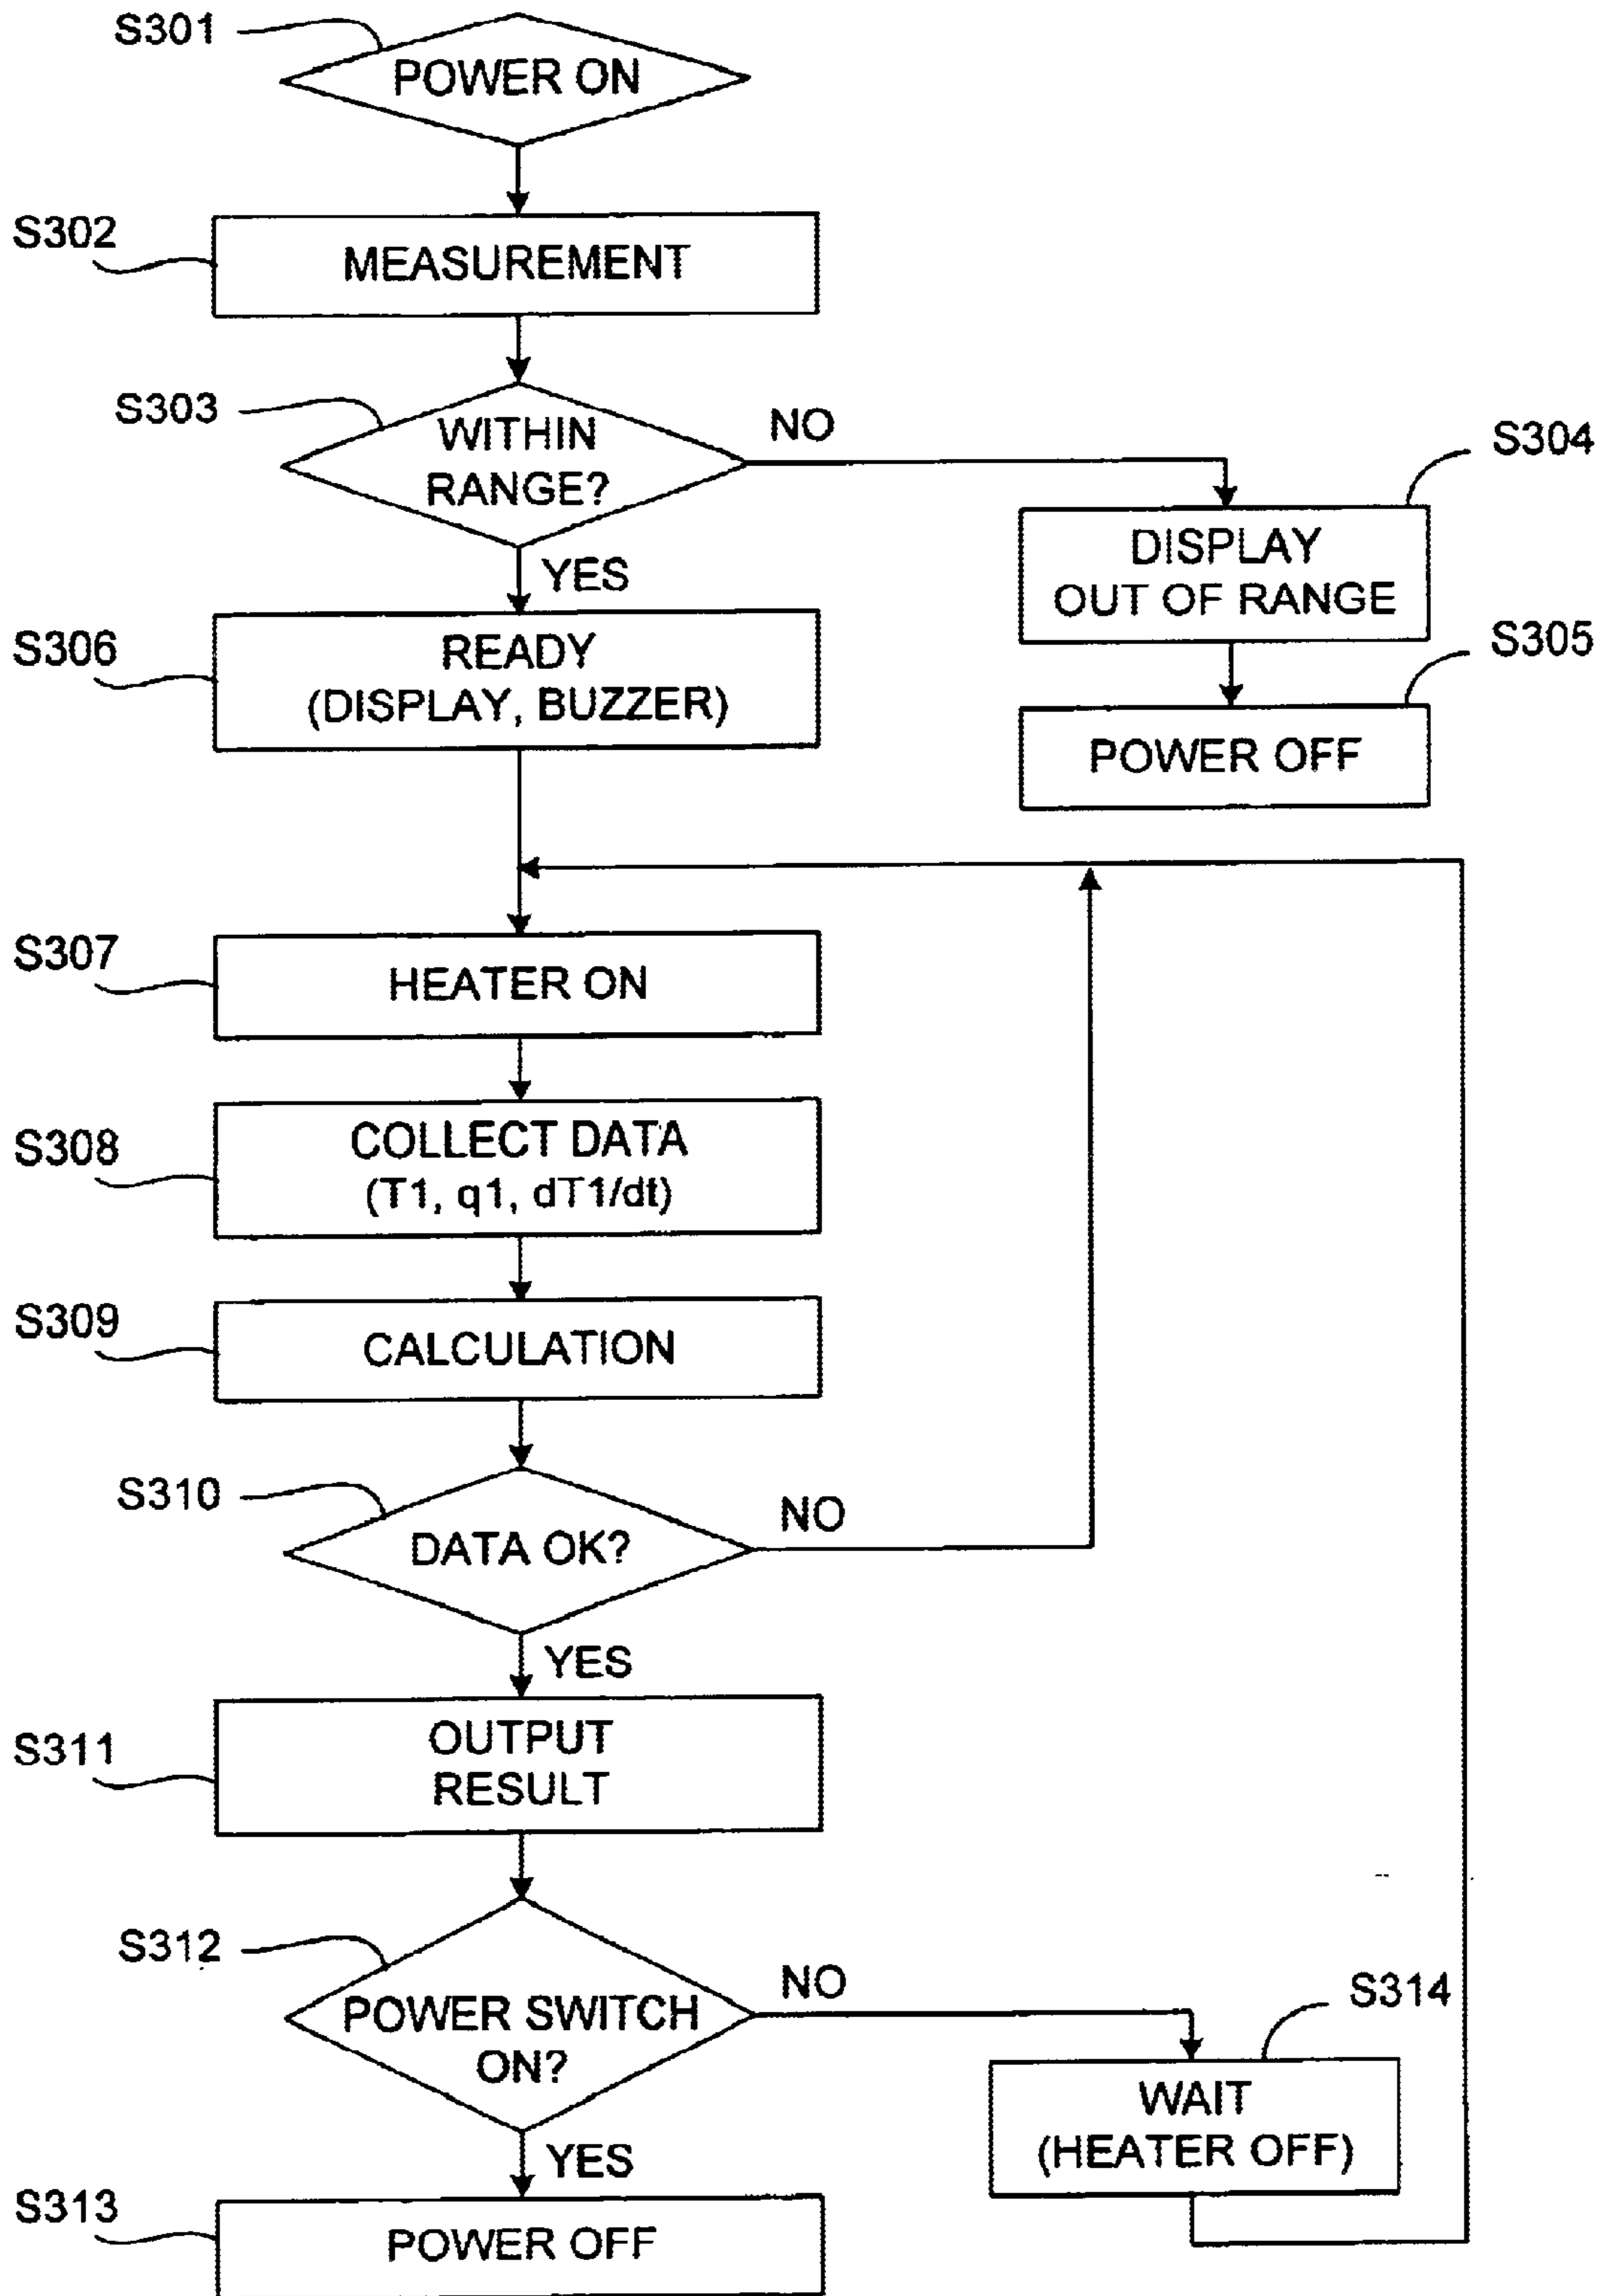 S301
POWER ON
S302
MEASUREMENT
S303
WITHIN
RANGE?
NO
S304
DISPLAY
OUT OF RANGE
YES
S305
POWER OFF
S306
READY
(DISPLAY, BUZZER)
S307
HEATER ON
S308
COLLECT DATA
(T1, q1, dT1/dt)
S309
CALCULATION
S310
DATA OK?
NO
YES
S311
OUTPUT
RESULT
S312
POWER SWITCH
ON?
NO
S314
WAIT
(HEATER OFF)
YES
S313
POWER OFF